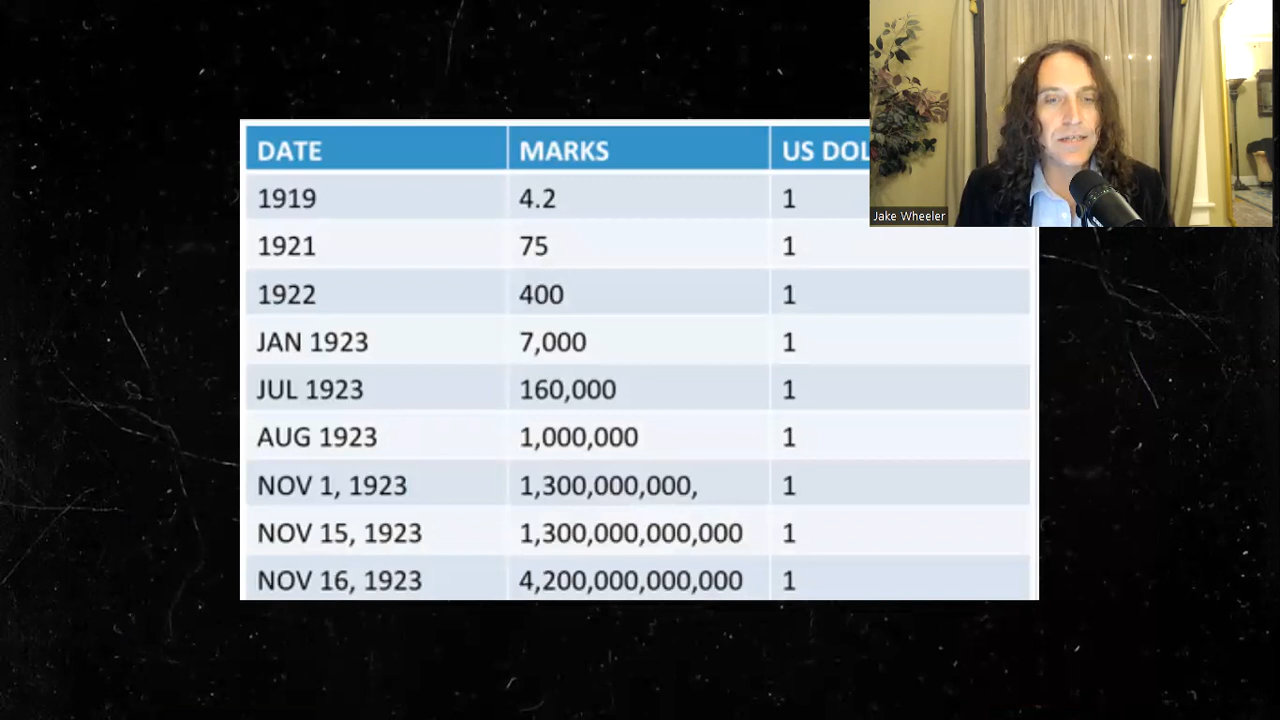 DATE MARKS US DOL
1919 4.2 1
1921 75 1
1922 400 1
JAN 1923 7,000 1
JUL 1923 160,000 1
AUG 1923 1,000,000 1
NOV 1, 1923 1,300,000,000, 1
NOV 15, 1923 1,300,000,000,000 1
NOV 16, 1923 4,200,000,000,000 1
Jake Wheeler